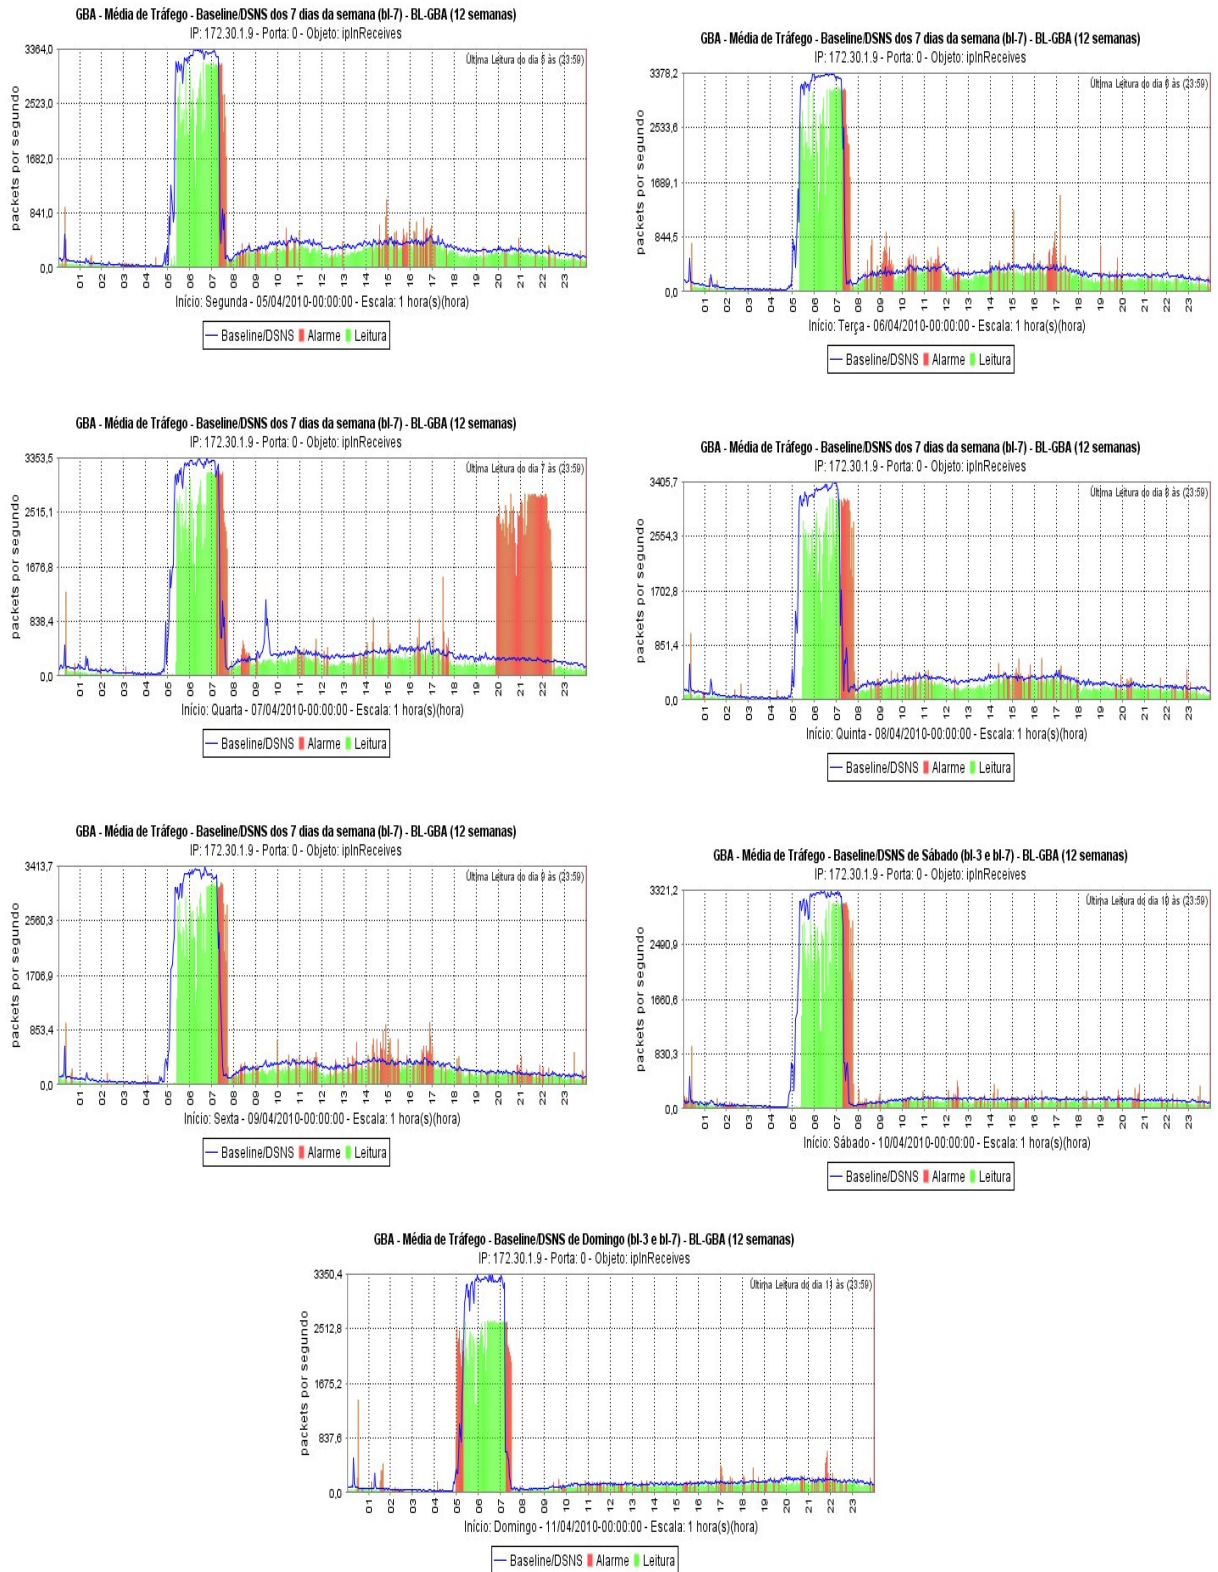 GBA - Média de Tráfego - Baseline/DSNS dos 7 dias da semana (bl-7) - BL-GBA (12 semanas)
IP: 172.30.1.9 - Porta: 0 - Objeto: ipInReceives
Última Leitura do dia 5 às (23:59)
packets por segundo
3364,0
2523,0
1682,0
841,0
0,0
01 02 03 04 05 06 07 08 09 10 11 12 13 14 15 16 17 18 19 20 21 22 23
Início: Segunda - 05/04/2010-00:00:00 - Escala: 1 hora(s)(hora)
Baseline/DSNS Alarme Leitura
GBA - Média de Tráfego - Baseline/DSNS dos 7 dias da semana (bl-7) - BL-GBA (12 semanas)
IP: 172.30.1.9 - Porta: 0 - Objeto: ipInReceives
Última Leitura do dia 6 às (23:59)
packets por segundo
3378,2
2533,6
1689,1
844,5
0,0
01 02 03 04 05 06 07 08 09 10 11 12 13 14 15 16 17 18 19 20 21 22 23
Início: Terça - 06/04/2010-00:00:00 - Escala: 1 hora(s)(hora)
Baseline/DSNS Alarme Leitura
GBA - Média de Tráfego - Baseline/DSNS dos 7 dias da semana (bl-7) - BL-GBA (12 semanas)
IP: 172.30.1.9 - Porta: 0 - Objeto: ipInReceives
Última Leitura do dia 7 às (23:59)
packets por segundo
3353,5
2515,1
1676,8
838,4
0,0
01 02 03 04 05 06 07 08 09 10 11 12 13 14 15 16 17 18 19 20 21 22 23
Início: Quarta - 07/04/2010-00:00:00 - Escala: 1 hora(s)(hora)
Baseline/DSNS Alarme Leitura
GBA - Média de Tráfego - Baseline/DSNS dos 7 dias da semana (bl-7) - BL-GBA (12 semanas)
IP: 172.30.1.9 - Porta: 0 - Objeto: ipInReceives
Última Leitura do dia 8 às (23:59)
packets por segundo
3405,7
2554,3
1702,8
851,4
0,0
01 02 03 04 05 06 07 08 09 10 11 12 13 14 15 16 17 18 19 20 21 22 23
Início: Quinta - 08/04/2010-00:00:00 - Escala: 1 hora(s)(hora)
Baseline/DSNS Alarme Leitura
GBA - Média de Tráfego - Baseline/DSNS dos 7 dias da semana (bl-7) - BL-GBA (12 semanas)
IP: 172.30.1.9 - Porta: 0 - Objeto: ipInReceives
Última Leitura do dia 9 às (23:59)
packets por segundo
3413,7
2560,3
1706,9
853,4
0,0
01 02 03 04 05 06 07 08 09 10 11 12 13 14 15 16 17 18 19 20 21 22 23
Início: Sexta - 09/04/2010-00:00:00 - Escala: 1 hora(s)(hora)
Baseline/DSNS Alarme Leitura
GBA - Média de Tráfego - Baseline/DSNS de Sábado (bl-3 e bl-7) - BL-GBA (12 semanas)
IP: 172.30.1.9 - Porta: 0 - Objeto: ipInReceives
Última Leitura do dia 10 às (23:59)
packets por segundo
3321,2
2490,9
1660,6
830,3
0,0
01 02 03 04 05 06 07 08 09 10 11 12 13 14 15 16 17 18 19 20 21 22 23
Início: Sábado - 10/04/2010-00:00:00 - Escala: 1 hora(s)(hora)
Baseline/DSNS Alarme Leitura
GBA - Média de Tráfego - Baseline/DSNS de Domingo (bl-3 e bl-7) - BL-GBA (12 semanas)
IP: 172.30.1.9 - Porta: 0 - Objeto: ipInReceives
Última Leitura do dia 11 às (23:59)
packets por segundo
3350,4
2512,8
1675,2
837,6
0,0
01 02 03 04 05 06 07 08 09 10 11 12 13 14 15 16 17 18 19 20 21 22 23
Início: Domingo - 11/04/2010-00:00:00 - Escala: 1 hora(s)(hora)
Baseline/DSNS Alarme Leitura